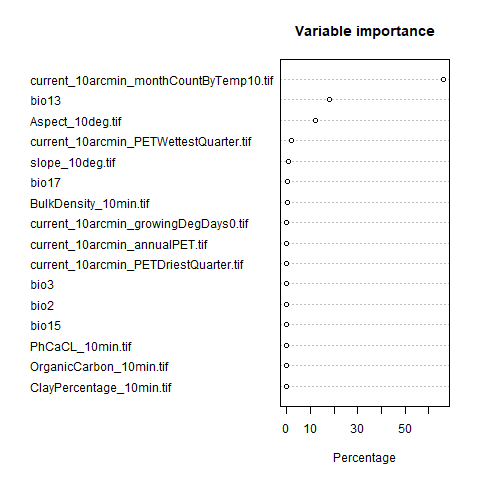 Variable importance
current_10arcmin_monthCountByTemp10.tif
bio13
Aspect_10deg.tif
current_10arcmin_PETWettestQuarter.tif
slope_10deg.tif
bio17
BulkDensity_10min.tif
current_10arcmin_growingDegDays0.tif
current_10arcmin_annualPET.tif
current_10arcmin_PETDriestQuarter.tif
bio3
bio2
bio15
PhCaCL_10min.tif
OrganicCarbon_10min.tif
ClayPercentage_10min.tif
0 10 30 50
Percentage